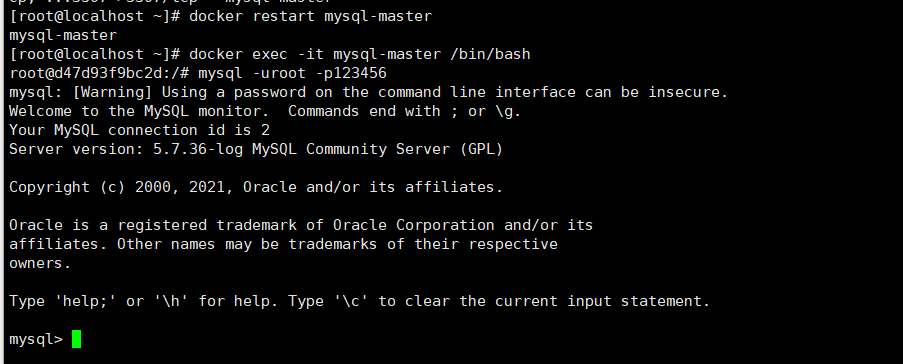 [root@localhost ~]# docker restart mysql-master
mysql-master
[root@localhost ~]# docker exec -it mysql-master /bin/bash
root@d47d93f9bc2d:/# mysql -uroot -p123456
mysql: [Warning] Using a password on the command line interface can be insecure.
Welcome to the MySQL monitor.  Commands end with ; or \g.
Your MySQL connection id is 2
Server version: 5.7.36-log MySQL Community Server (GPL)
Copyright (c) 2000, 2021, Oracle and/or its affiliates.
Oracle is a registered trademark of Oracle Corporation and/or its
affiliates. Other names may be trademarks of their respective
owners.
Type 'help;' or '\h' for help. Type '\c' to clear the current input statement.
mysql>